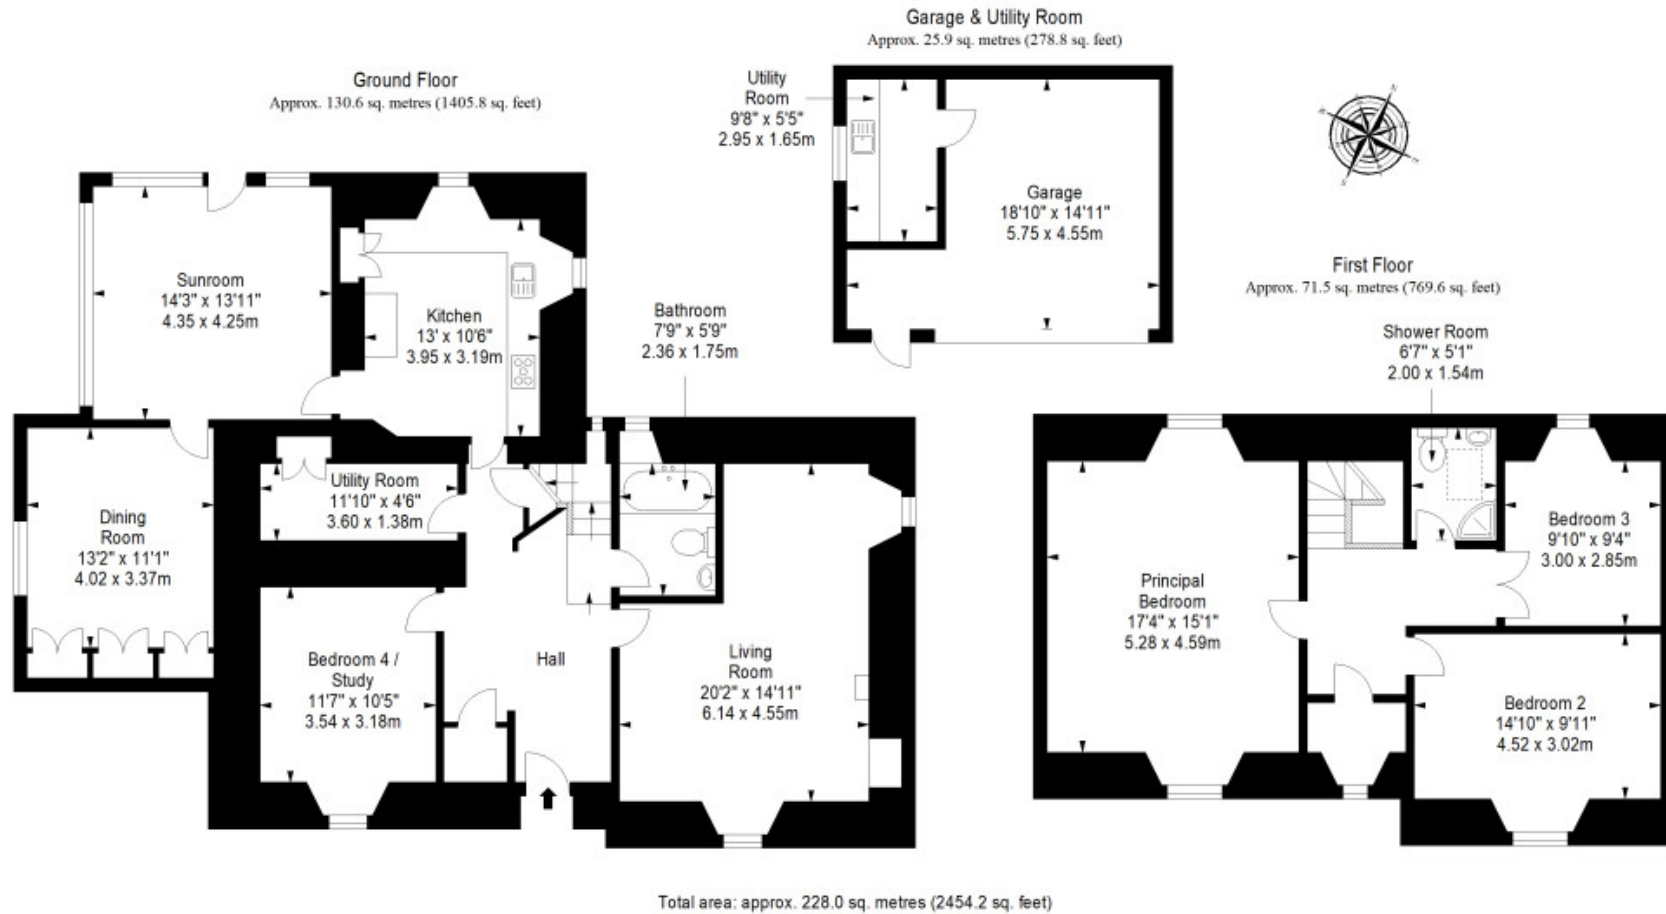 Garage & Utility Room
Approx. 25.9 sq. metres (278.8 sq. feet)
Ground Floor
Approx. 130.6 sq. metres (1405.8 sq. feet)
Utility
Room
9'8" x 5'5"
2.95 x 1.65m
Garage
18'10" x 14'11"
5.75 x 4.55m
First Floor
Approx. 71.5 sq. metres (769.6 sq. feet)
Sunroom
14'3" x 13'11"
4.35 x 4.25m
Kitchen
13' x 10'6"
3.95 x 3.19m
Bathroom
7'9" x 5'9"
2.36 x 1.75m
Shower Room
6'7" x 5'1"
2.00 x 1.54m
Utility Room
11'10" x 4'6"
3.60 x 1.38m
Dining
Room
13'2" x 11'1"
4.02 x 3.37m
Bedroom 3
9'10" x 9'4"
3.00 x 2.85m
Principal
Bedroom
17'4" x 15'1"
5.28 x 4.59m
Bedroom 4 /
Study
11'7" x 10'5"
3.54 x 3.18m
Hall
Living
Room
20'2" x 14'11"
6.14 x 4.55m
Bedroom 2
14'10" x 9'11"
4.52 x 3.02m
Total area: approx. 228.0 sq. metres (2454.2 sq. feet)